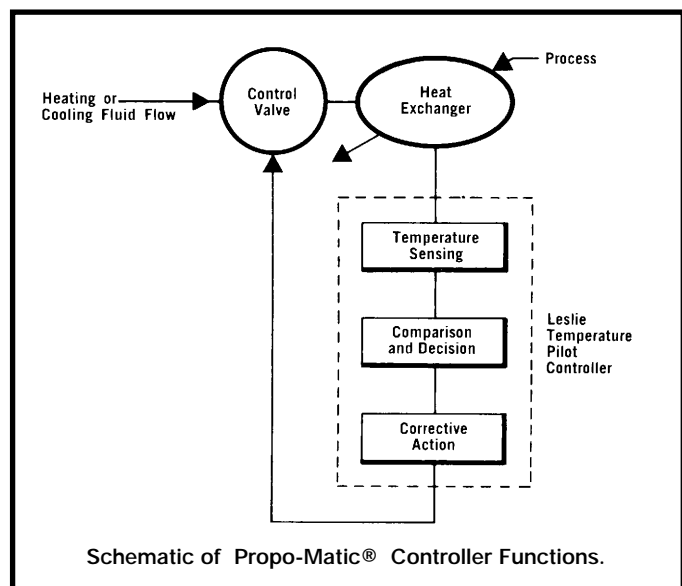 Process
Heating or
Cooling Fluid Flow
Control
Valve
Heat
Exchanger
Temperature
Sensing
Comparison
and Decision
Corrective
Action
Leslie
Temperature
Pilot
Controller
Schematic of Propo-Matic® Controller Functions.